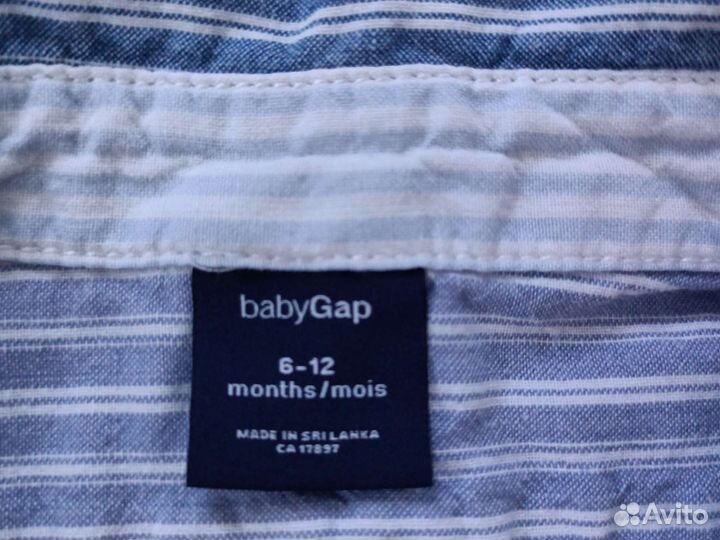 babyGap
6-12
months/mois
MADE IN SRI LANKA
CA 17897
Avito